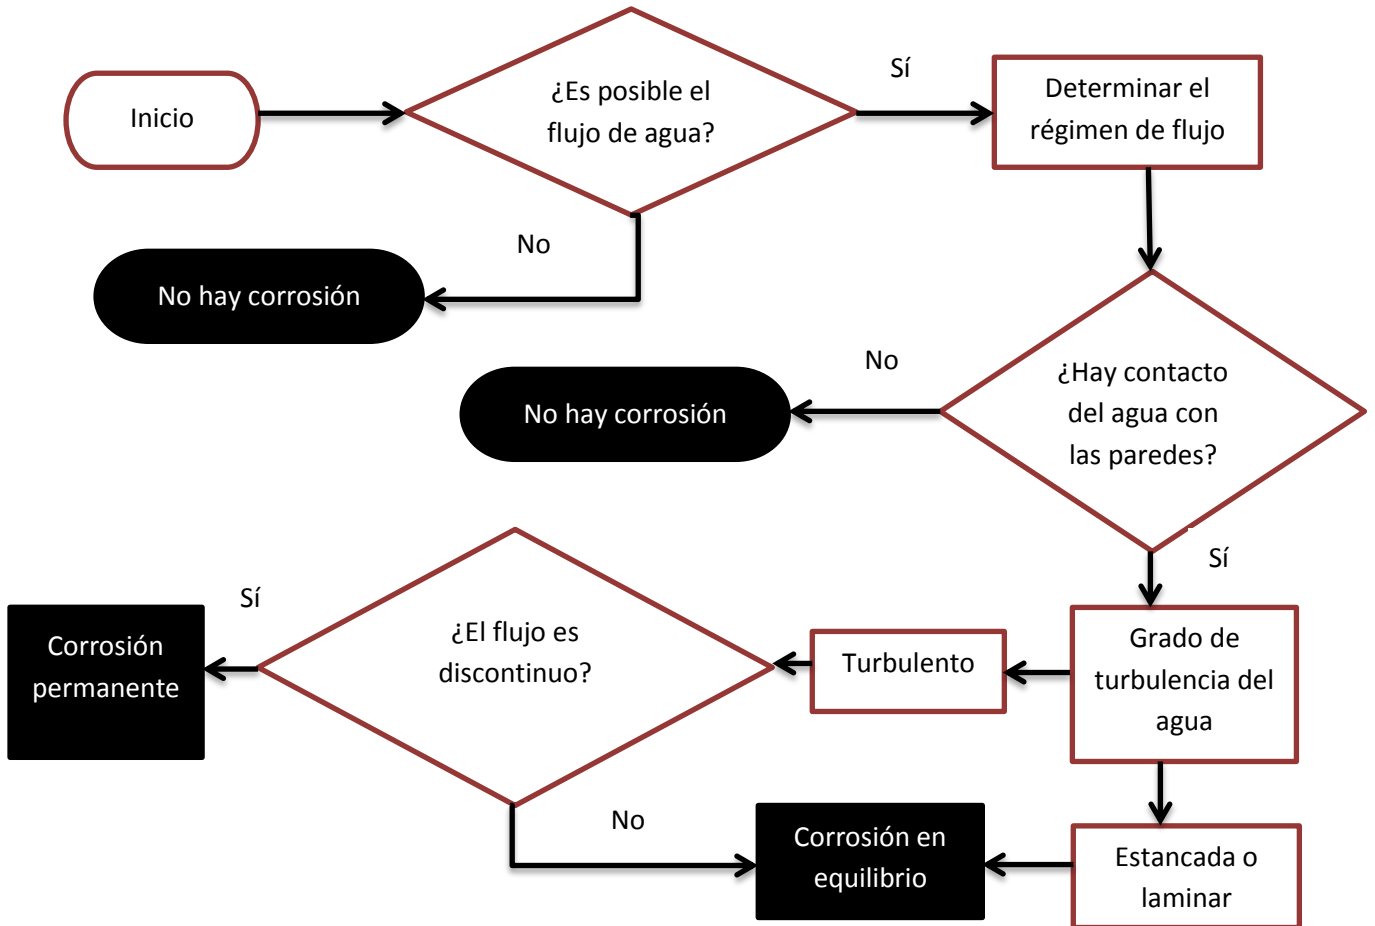 Inicio
¿Es posible el
flujo de agua?
Sí
Determinar el
régimen de flujo
No
No hay corrosión
No
¿Hay contacto
del agua con
las paredes?
No hay corrosión
Sí
Sí
Corrosión
permanente
¿El flujo es
discontinuo?
Turbulento
Grado de
turbulencia del
agua
No
Corrosión en
equilibrio
Estancada o
laminar